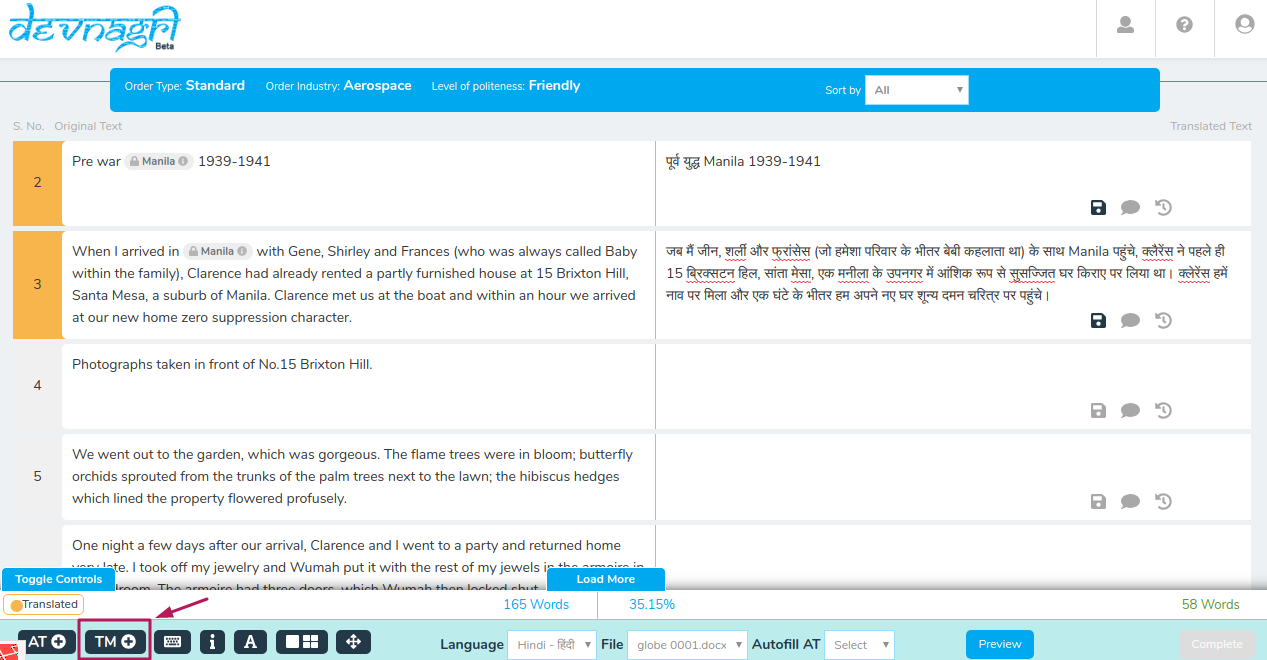 devnagri
Beta
Order Type: Standard Order Industry: Aerospace Level of politeness: Friendly Sort by All
S. No. Original Text Translated Text
2
Pre war Manila 1939-1941
पूर्व युद्ध Manila 1939-1941
3
When I arrived in Manila with Gene, Shirley and Frances (who was always called Baby
within the family), Clarence had already rented a partly furnished house at 15 Brixton Hill,
Santa Mesa, a suburb of Manila. Clarence met us at the boat and within an hour we arrived
at our new home zero suppression character.
जब मैं जीन, शर्ली और फ्रांसेस (जो हमेशा परिवार के भीतर बेबी कहलाता था) के साथ Manila पहुंचे, क्लैरेंस ने पहले ही
15 ब्रिक्सटन हिल, सांता मेसा, एक मनीला के उपनगर में आंशिक रूप से सुसज्जित घर किराए पर लिया था। क्लेरेंस हमें
नाव पर मिला और एक घंटे के भीतर हम अपने नए घर शून्य दमन चरित्र पर पहुंचे।
4
Photographs taken in front of No.15 Brixton Hill.
5
We went out to the garden, which was gorgeous. The flame trees were in bloom; butterfly
orchids sprouted from the trunks of the palm trees next to the lawn; the hibiscus hedges
which lined the property flowered profusely.
One night a few days after our arrival, Clarence and I went to a party and returned home
very late. I took off my jewelry and Wumah put it with the rest of my jewels in the armoire in
The armoire had three doors, which Wumah then locked shut.
Toggle Controls Load More
Translated 165 Words 35.15% 58 Words
AT TM A Language Hindi - हिंदी File globe 0001.docx Autofill AT Select Preview Complete